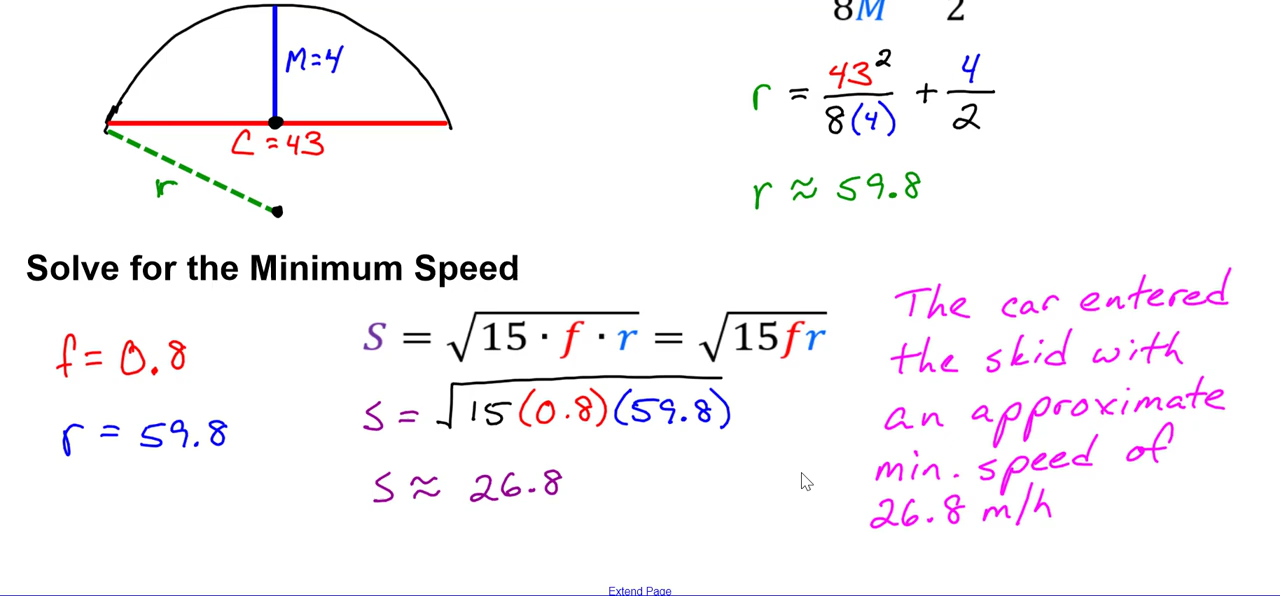 8M 2
M=4
r = 43² / 8(4) + 4/2
C = 43
r
r ≈ 59.8
Solve for the Minimum Speed
f = 0.8
r = 59.8
S = √15 · f · r = √15fr
S = √15(0.8)(59.8)
S ≈ 26.8
The car entered
the skid with
an approximate
min. speed of
26.8 m/h
Extend Page